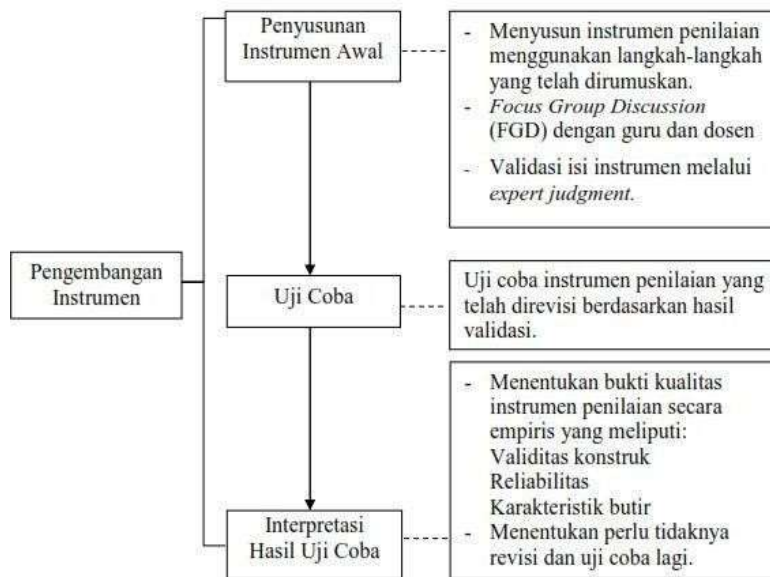 Pengembangan
Instrumen
Penyusunan
Instrumen Awal
- Menyusun instrumen penilaian
menggunakan langkah-langkah
yang telah dirumuskan.
- Focus Group Discussion
(FGD) dengan guru dan dosen
- Validasi isi instrumen melalui
expert judgment.
Uji Coba
Uji coba instrumen penilaian yang
telah direvisi berdasarkan hasil
validasi.
Interpretasi
Hasil Uji Coba
- Menentukan bukti kualitas
instrumen penilaian secara
empiris yang meliputi:
Validitas konstruk
Reliabilitas
Karakteristik butir
- Menentukan perlu tidaknya
revisi dan uji coba lagi.